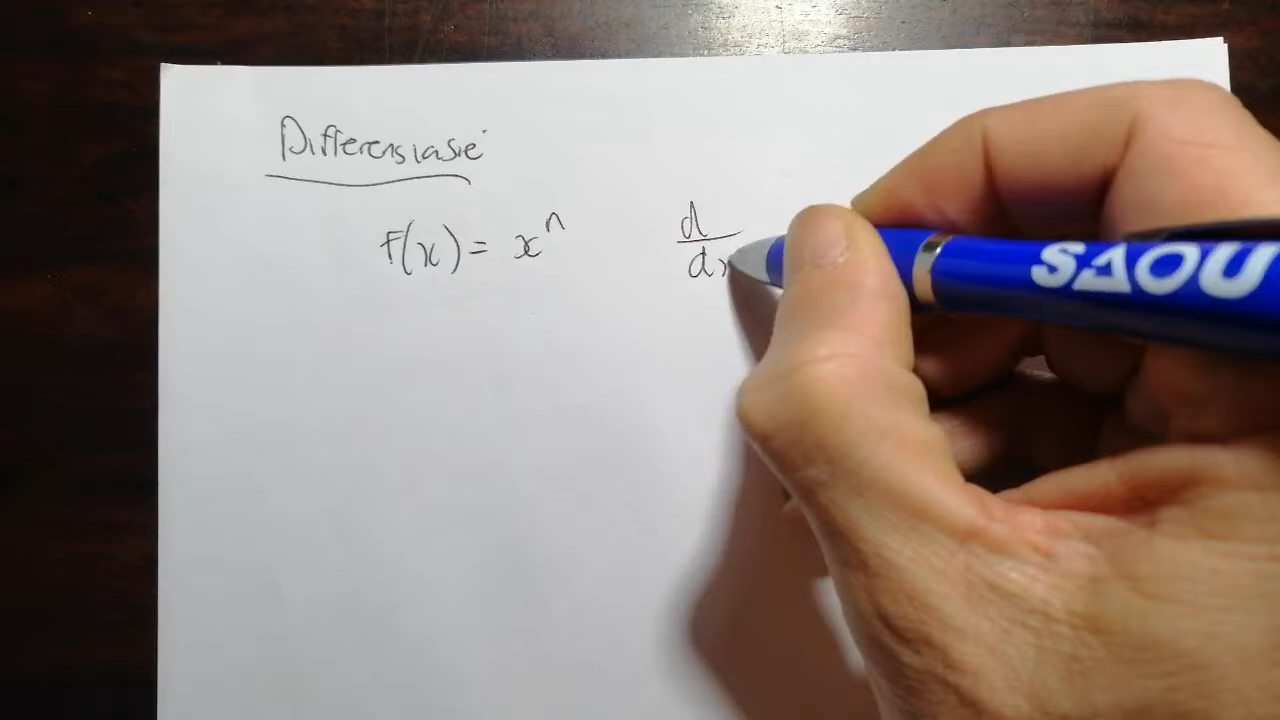 Differensiasie
f(x) = x^n
d
dx
SAOU